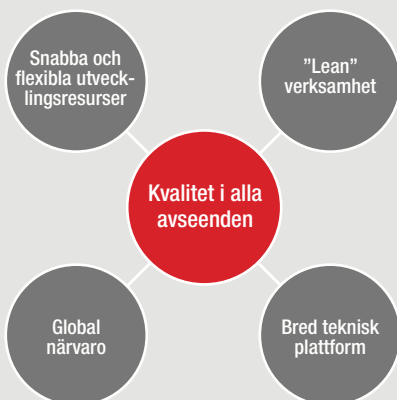 Snabba och
flexibla utveck-
lingsresurser
”Lean”
verksamhet
Kvalitet i alla
avseenden
Global
närvaro
Bred teknisk
plattform